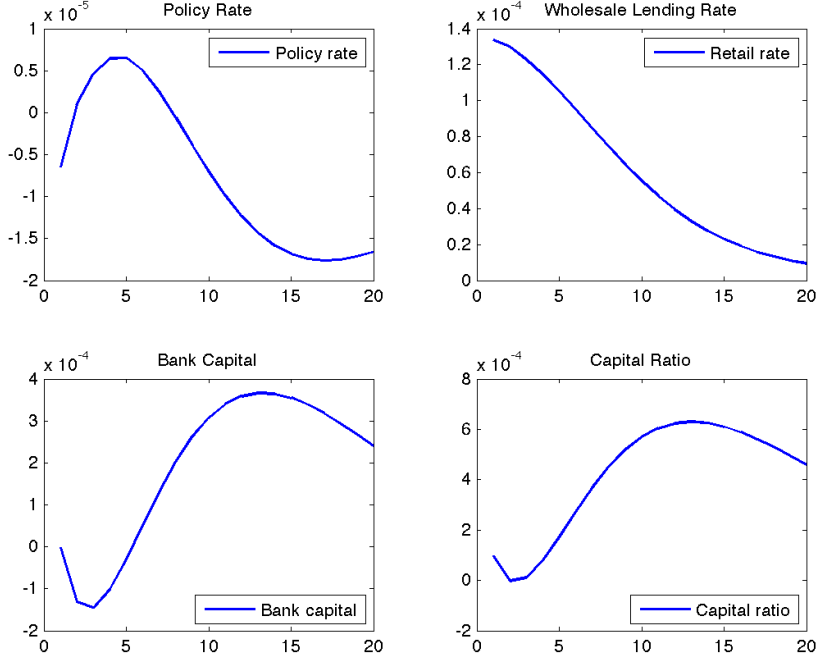 Policy Rate
x 10-5
Policy rate
1
0.5
0
-0.5
-1
-1.5
-2
0 5 10 15 20
Wholesale Lending Rate
x 10-4
Retail rate
1.4
1.2
1
0.8
0.6
0.4
0.2
0
0 5 10 15 20
Bank Capital
x 10-4
4
3
2
1
0
-1
-2
Bank capital
0 5 10 15 20
Capital Ratio
x 10-4
8
6
4
2
0
-2
Capital ratio
0 5 10 15 20